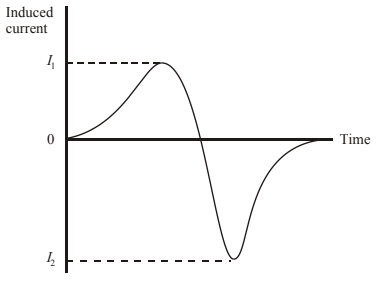 Induced
current
I₁
0
Time
I₂